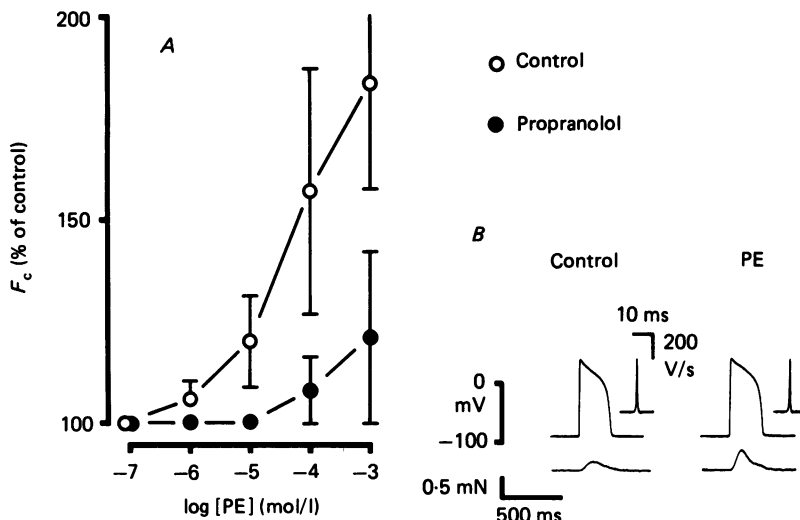 A
200
150
100
F_c (% of control)
−7 −6 −5 −4 −3
log [PE] (mol/l)
Control
Propranolol
B
Control PE
10 ms
200
V/s
0
mV
−100
0·5 mN
500 ms